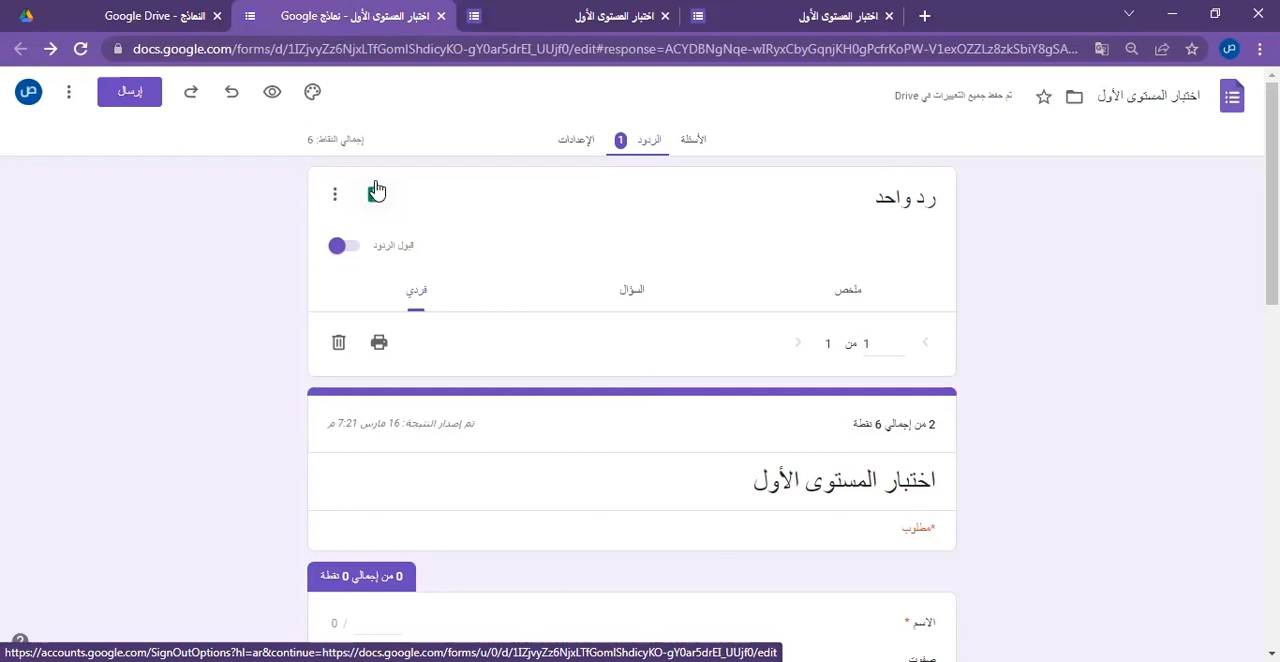 النماذج - Google Drive
اختبار المستوى الأول - نماذج Google
اختبار المستوى الأول
اختبار المستوى الأول
docs.google.com/forms/d/1IZjvyZz6NjxLTfGomIShdicyKO-gY0ar5drEI_UUjf0/edit#response=ACYDBNgNqe-wIRyxCbyGqnjKH0gPcfrKoPW-V1exOZZLz8zkSbiY8gSA...
ص
اختبار المستوى الأول
تم حفظ جميع التغييرات في Drive
إرسال
ص
الأسئلة
الردود 1
الإعدادات
إجمالي النقاط: 6
رد واحد
قبول الردود
ملخص
السؤال
فردي
1 من 1
2 من إجمالي 6 نقطة
تم إصدار النتيجة: 16 مارس 7:21 م
اختبار المستوى الأول
*مطلوب
0 من إجمالي 0 نقطة
الاسم *
0 /
صفوت
https://accounts.google.com/SignOutOptions?hl=ar&continue=https://docs.google.com/forms/u/0/d/1IZjvyZz6NjxLTfGomIShdicyKO-gY0ar5drEI_UUjf0/edit